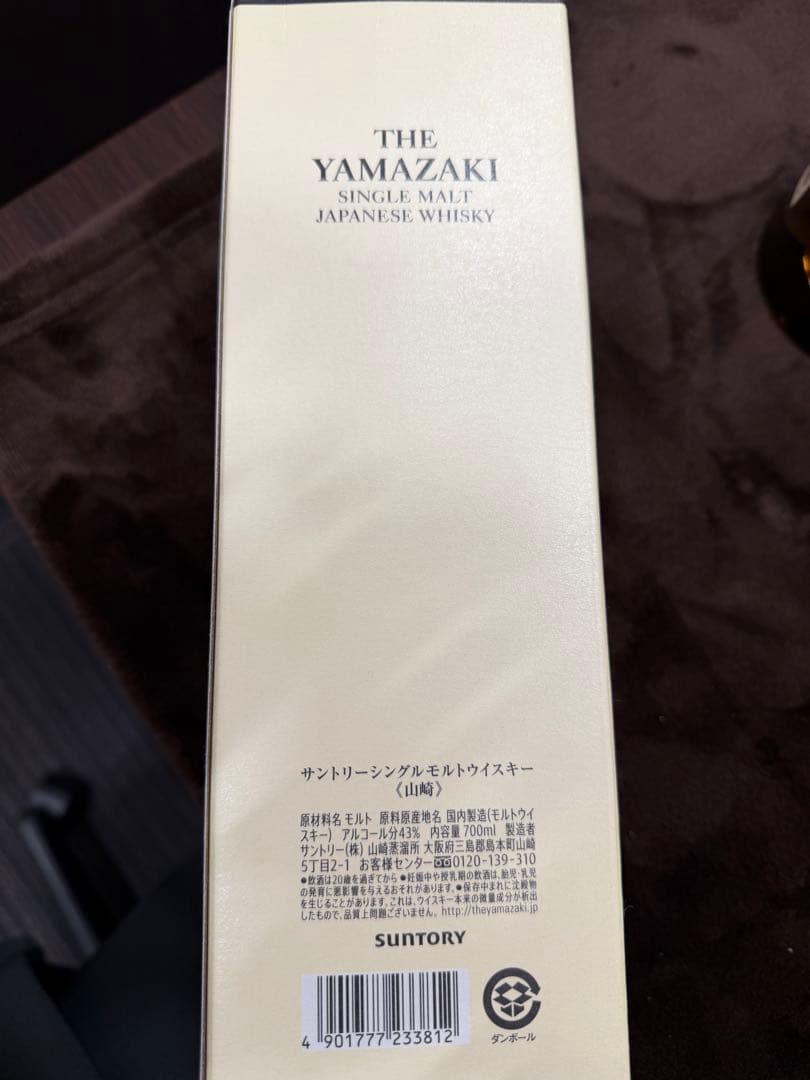 THE
YAMAZAKI
SINGLE MALT
JAPANESE WHISKY
サントリーシングルモルトウイスキー
《山崎》
原材料名 モルト 原料原産地名 国内製造(モルトウイ
スキー) アルコール分43% 内容量700ml 製造者
サントリー(株) 山崎蒸溜所 大阪府三島郡島本町山崎
5丁目2-1 お客様センター 0120-139-310
●飲酒は20歳を過ぎてから ●妊娠中や授乳期の飲酒は、胎児・乳児
の発育に悪影響を与えるおそれがあります。●保存中まれに沈殿物
を生じることがあります。これは、ウイスキー本来の微量成分が析出
したもので、品質上問題ございません。http://theyamazaki.jp
SUNTORY
4 901777 233812
ダンボール